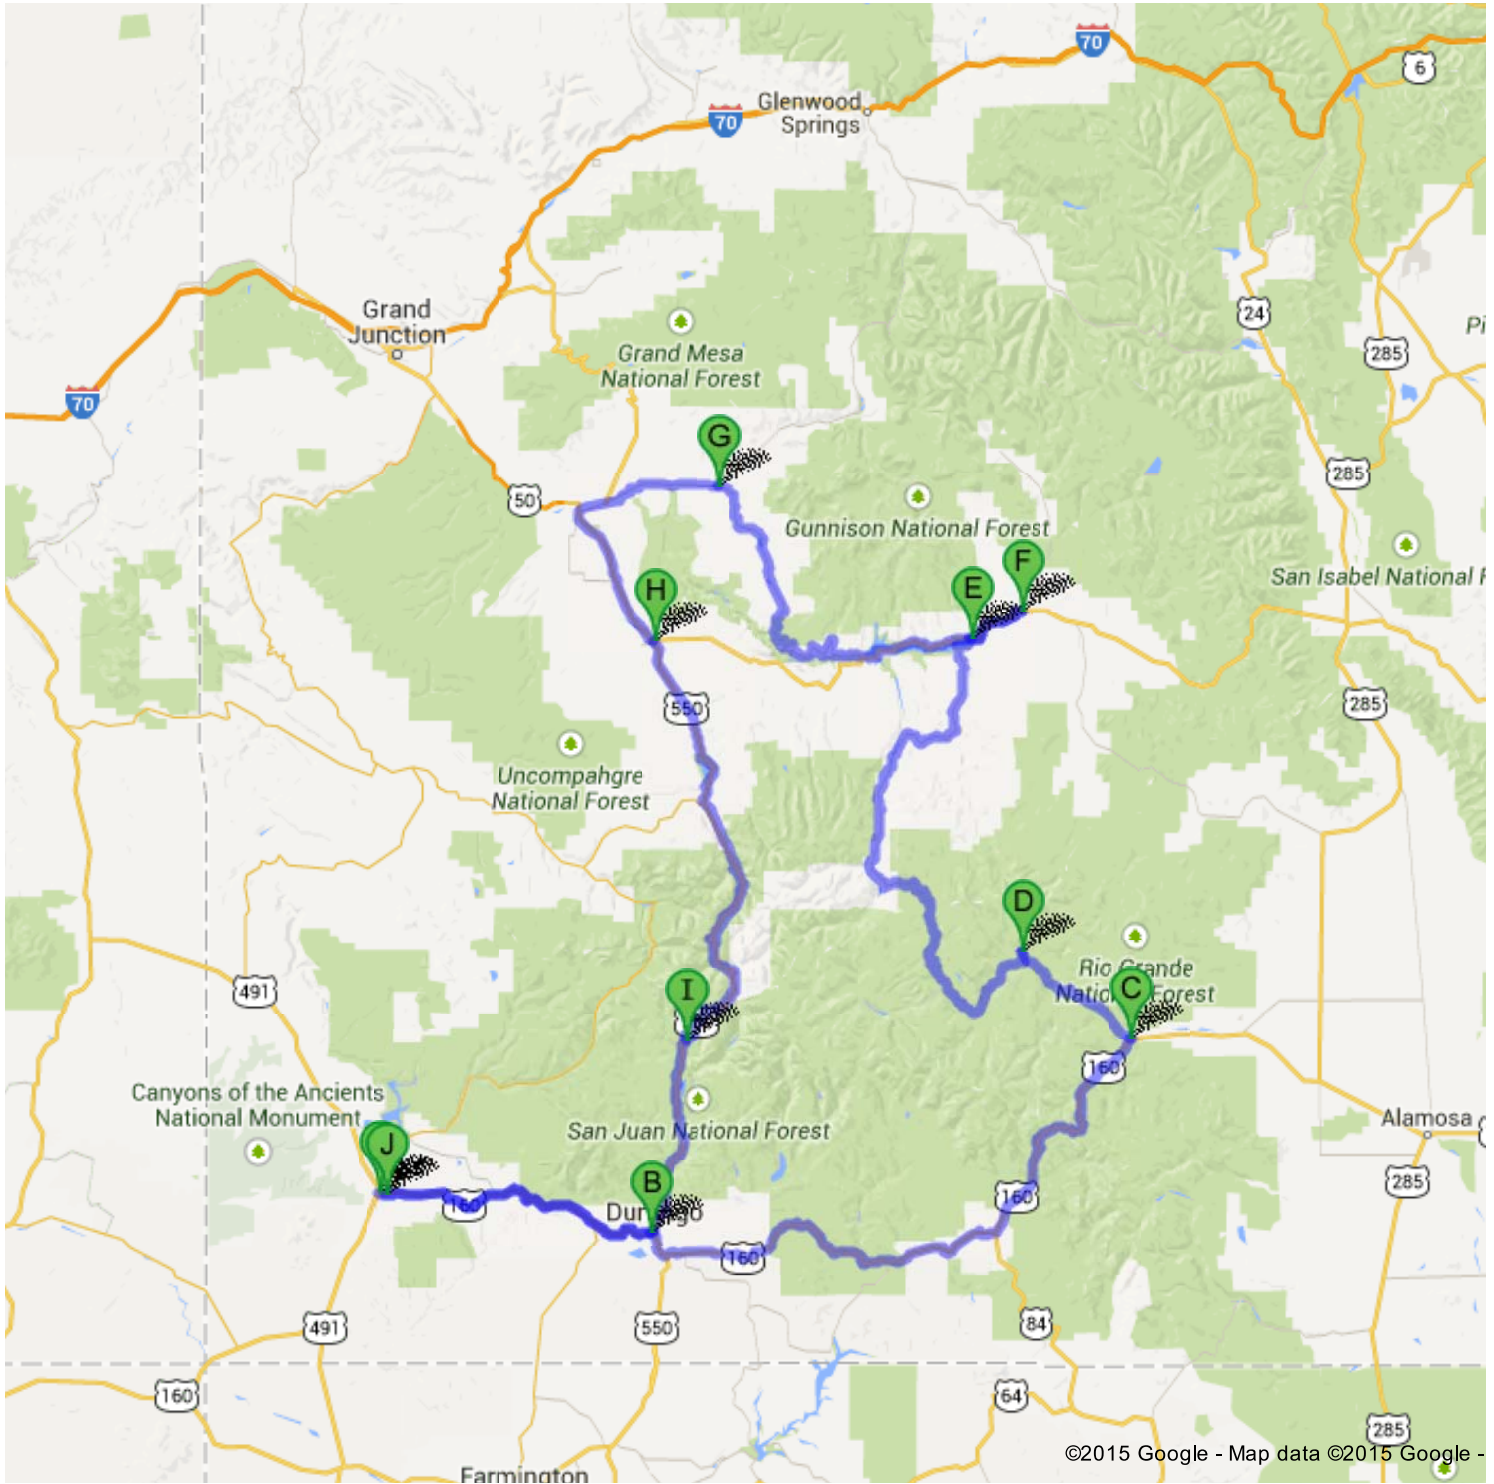 70
6
Glenwood
Springs
70
24
Grand
Junction
Pi
285
Grand Mesa
National Forest
70
G
285
50
Gunnison National Forest
F
San Isabel National F
H
E
550
285
Uncompahgre
National Forest
D
Rio Grande
National Forest
C
491
I
160
Canyons of the Ancients
National Monument
San Juan National Forest
Alamosa
J
285
B
160
160
160
491
550
84
160
64
285
©2015 Google - Map data ©2015 Google -
Farmington